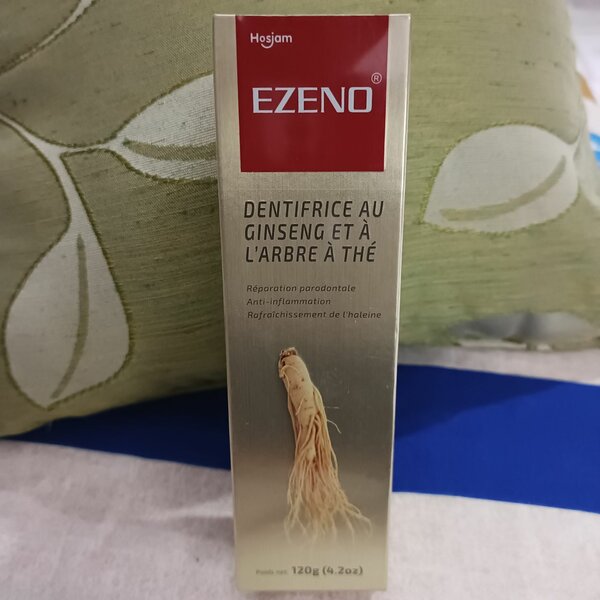 Hosjam
EZENO®
DENTIFRICE AU
GINSENG ET À
L'ARBRE À THÉ
Réparation parodontale
Anti-inflammation
Rafraîchissement de l'haleine
Poids net: 120g (4.2oz)